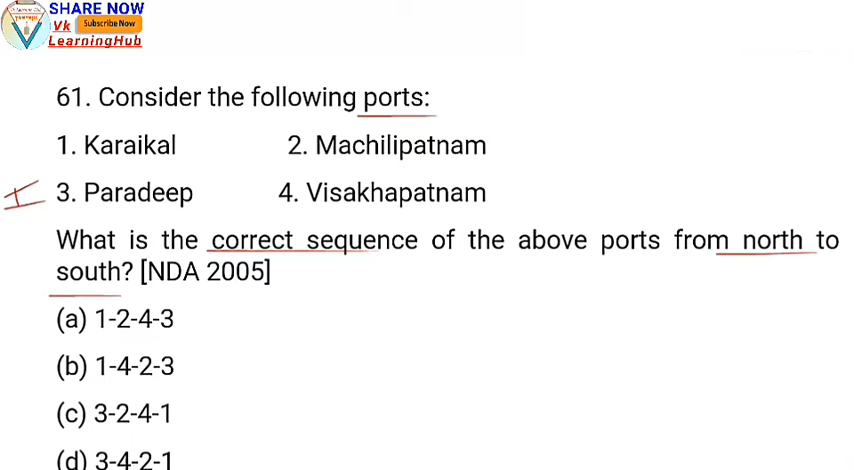 SHARE NOW
Vk Subscribe Now
LearningHub
61. Consider the following ports:
1. Karaikal 2. Machilipatnam
3. Paradeep 4. Visakhapatnam
What is the correct sequence of the above ports from north to
south? [NDA 2005]
(a) 1-2-4-3
(b) 1-4-2-3
(c) 3-2-4-1
(d) 3-4-2-1